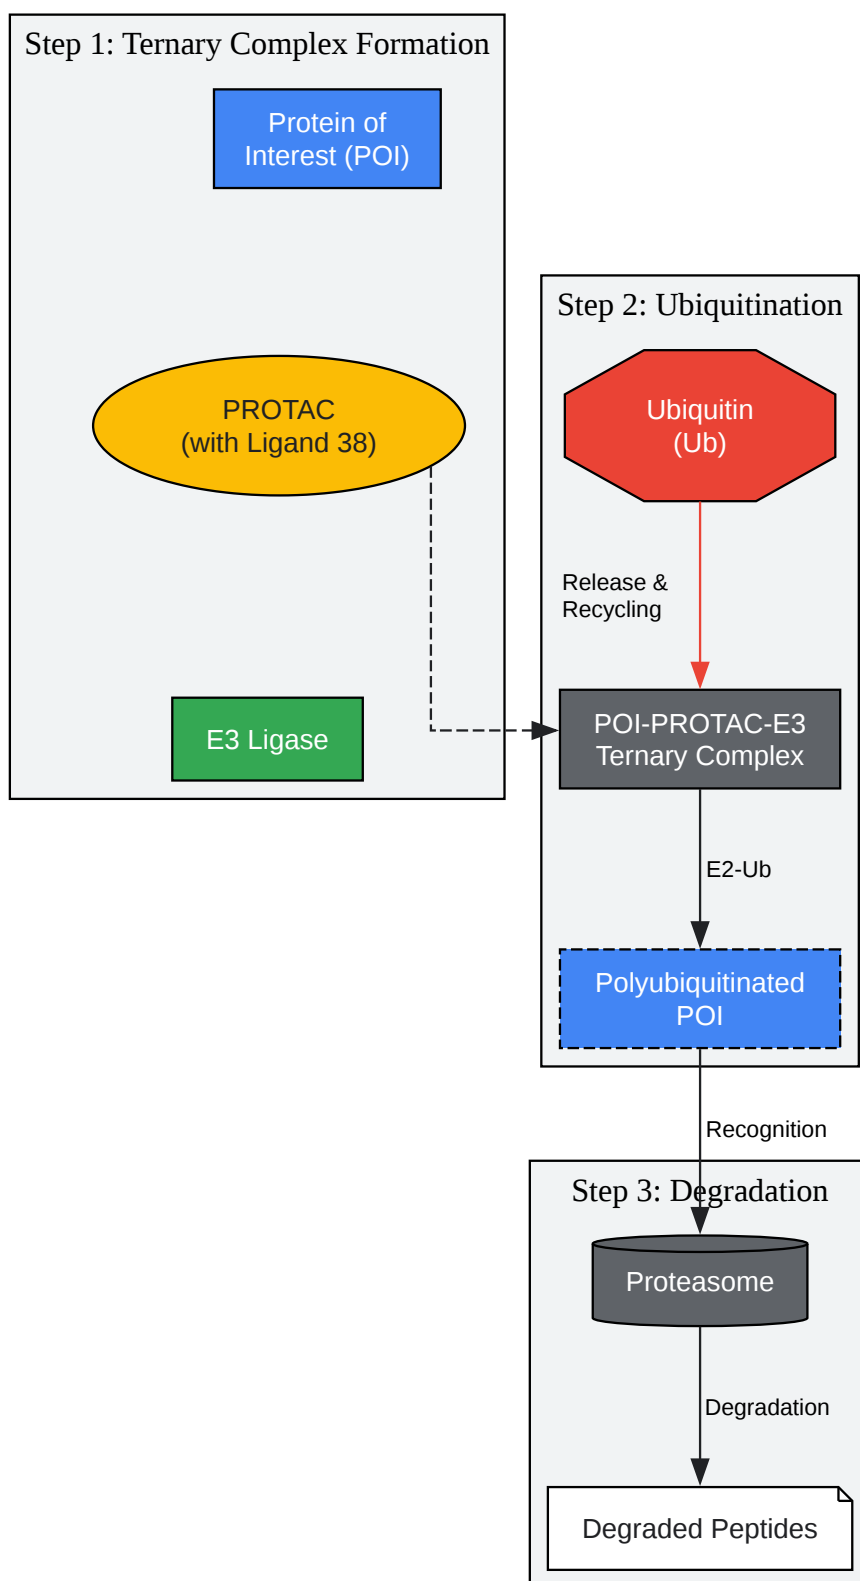 Step 1: Ternary Complex Formation
Protein of
Interest (POI)
PROTAC
(with Ligand 38)
E3 Ligase
Step 2: Ubiquitination
Ubiquitin
(Ub)
Release &
Recycling
POI-PROTAC-E3
Ternary Complex
E2-Ub
Polyubiquitinated
POI
Recognition
Step 3: Degradation
Proteasome
Degradation
Degraded Peptides